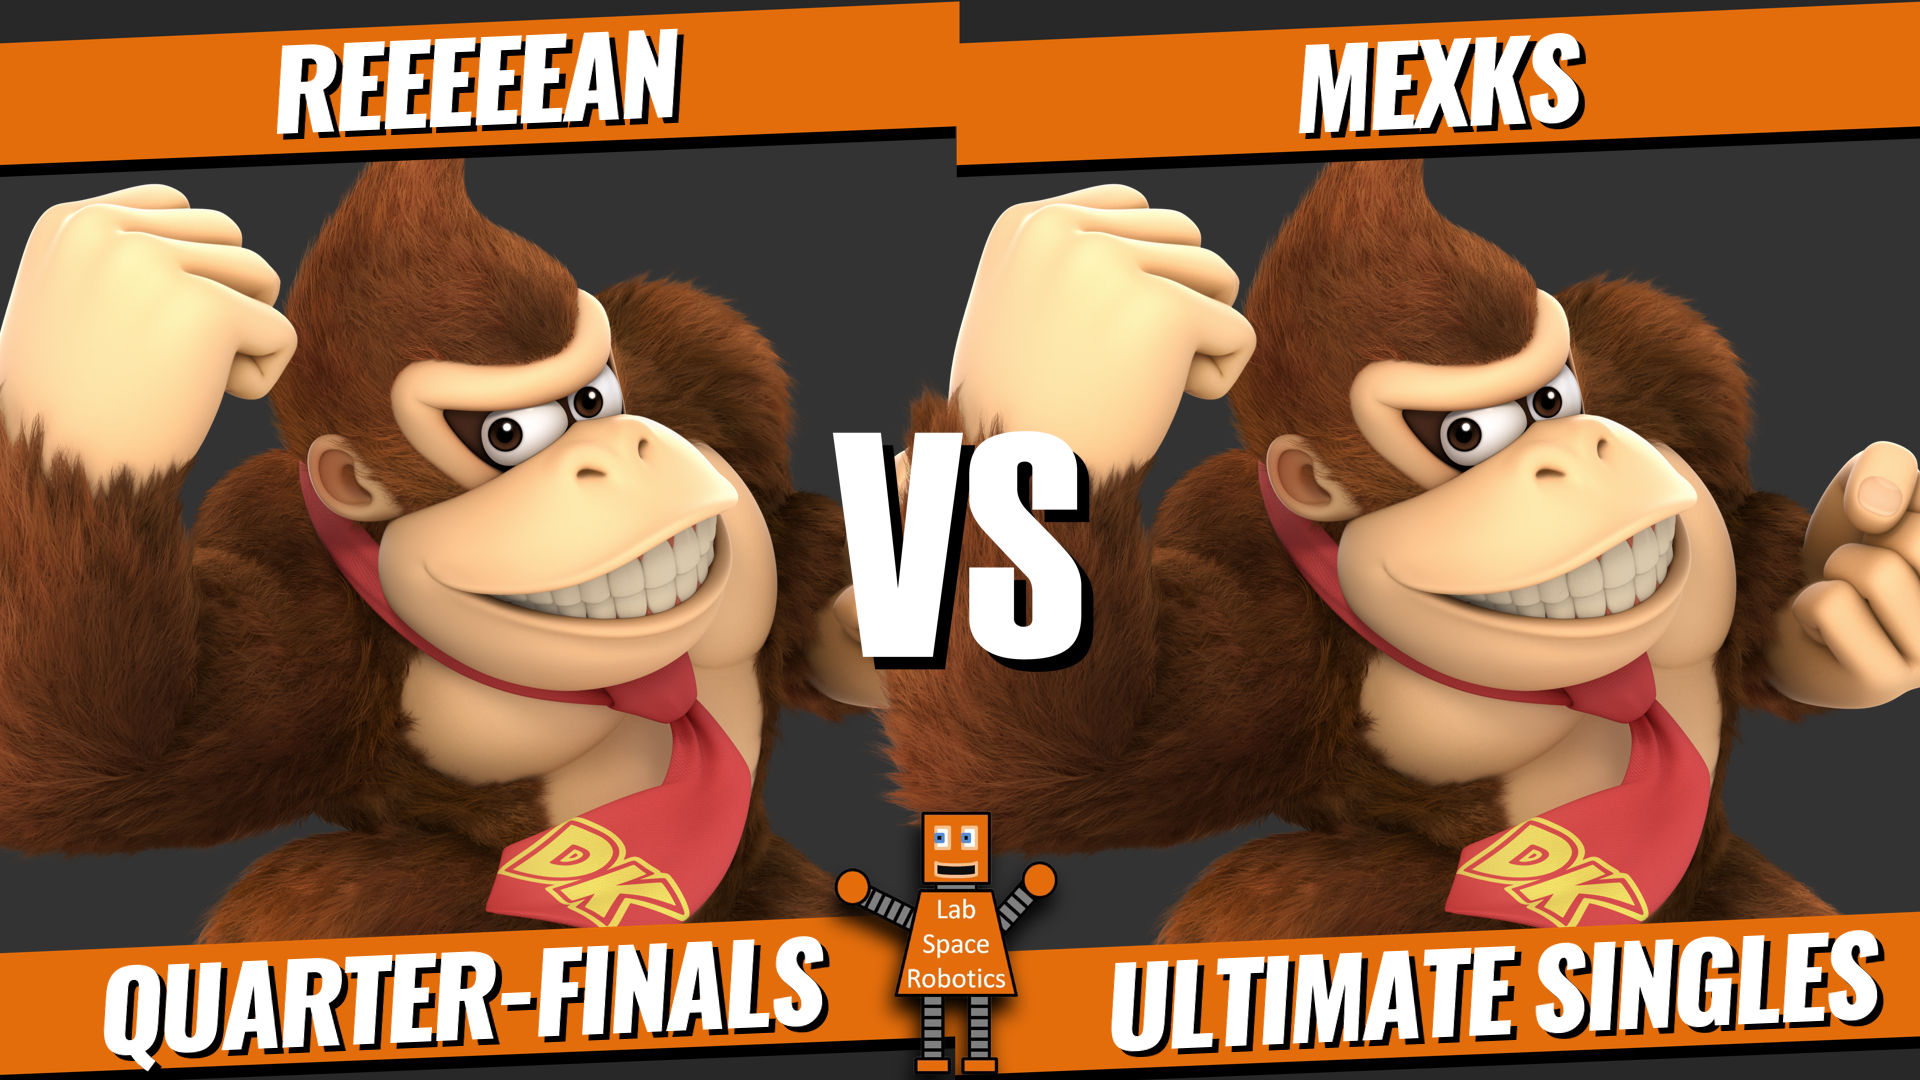 REEEEEAN
MEXKS
VS
DK
DK
Lab
Space
Robotics
QUARTER-FINALS
ULTIMATE SINGLES